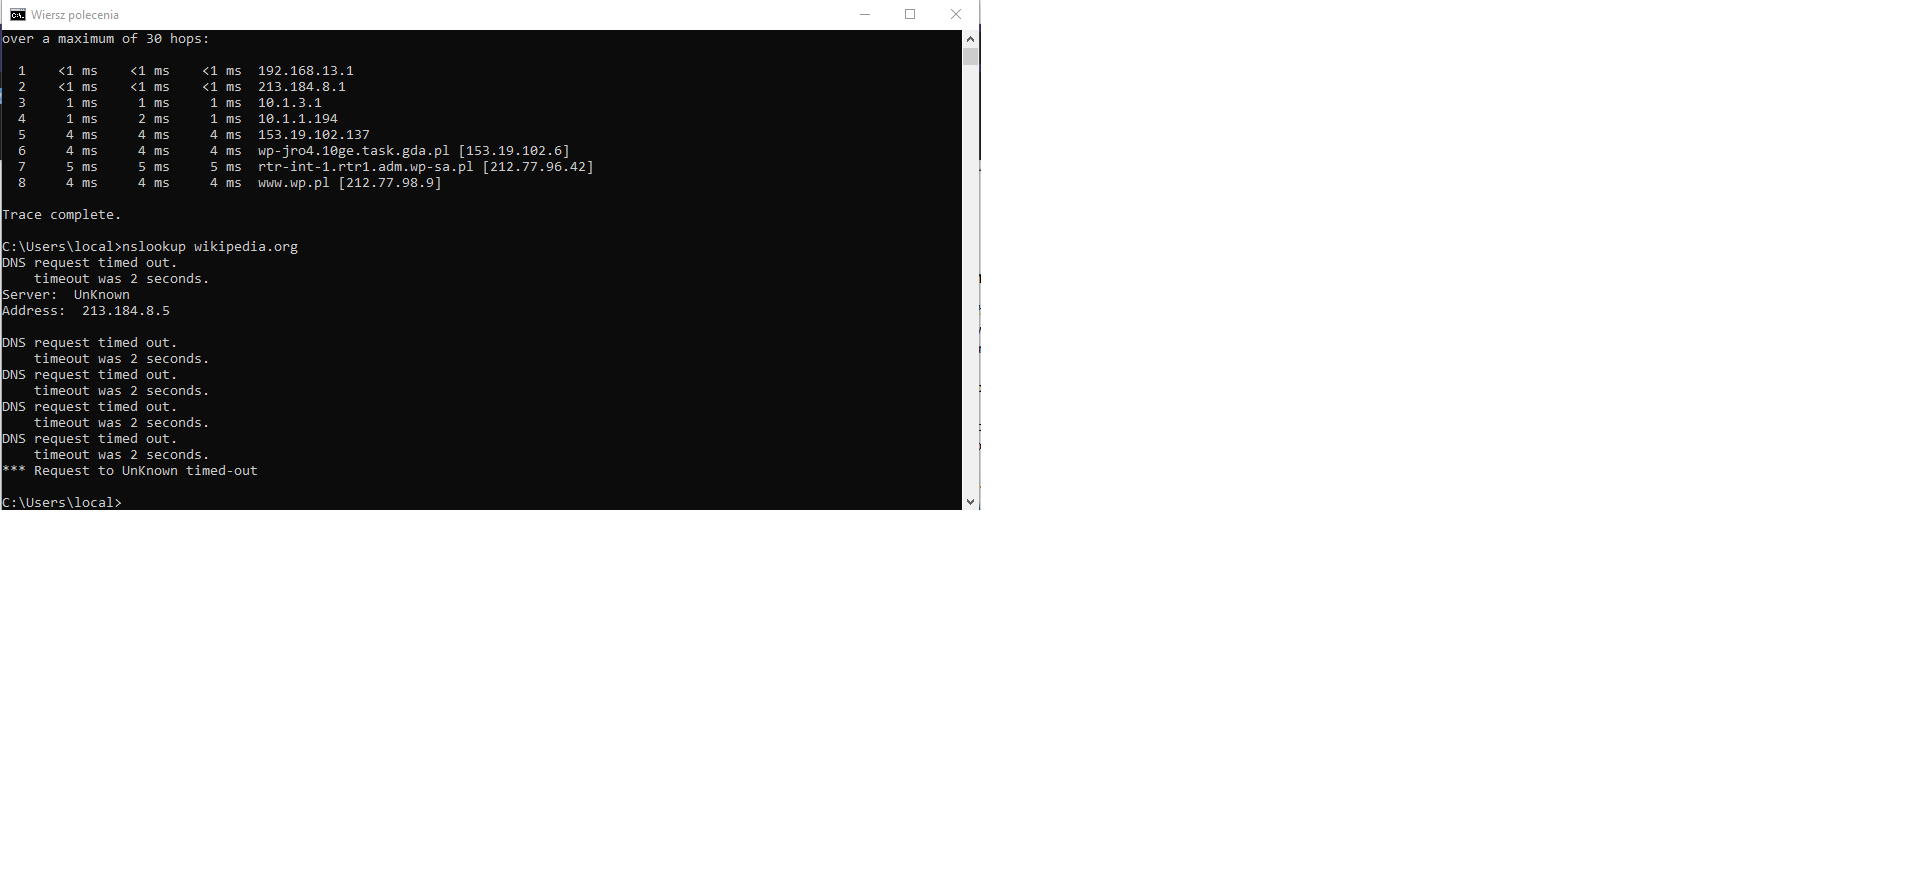 Wiersz polecenia
over a maximum of 30 hops:
1 <1 ms <1 ms <1 ms 192.168.13.1
2 <1 ms <1 ms <1 ms 213.184.8.1
3 1 ms 1 ms 1 ms 10.1.3.1
4 1 ms 2 ms 1 ms 10.1.1.194
5 4 ms 4 ms 4 ms 153.19.102.137
6 4 ms 4 ms 4 ms wp-jro4.10ge.task.gda.pl [153.19.102.6]
7 5 ms 5 ms 5 ms rtr-int-1.rtr1.adm.wp-sa.pl [212.77.96.42]
8 4 ms 4 ms 4 ms www.wp.pl [212.77.98.9]
Trace complete.
C:\Users\local>nslookup wikipedia.org
DNS request timed out.
timeout was 2 seconds.
Server: UnKnown
Address: 213.184.8.5
DNS request timed out.
timeout was 2 seconds.
DNS request timed out.
timeout was 2 seconds.
DNS request timed out.
timeout was 2 seconds.
DNS request timed out.
timeout was 2 seconds.
*** Request to UnKnown timed-out
C:\Users\local>